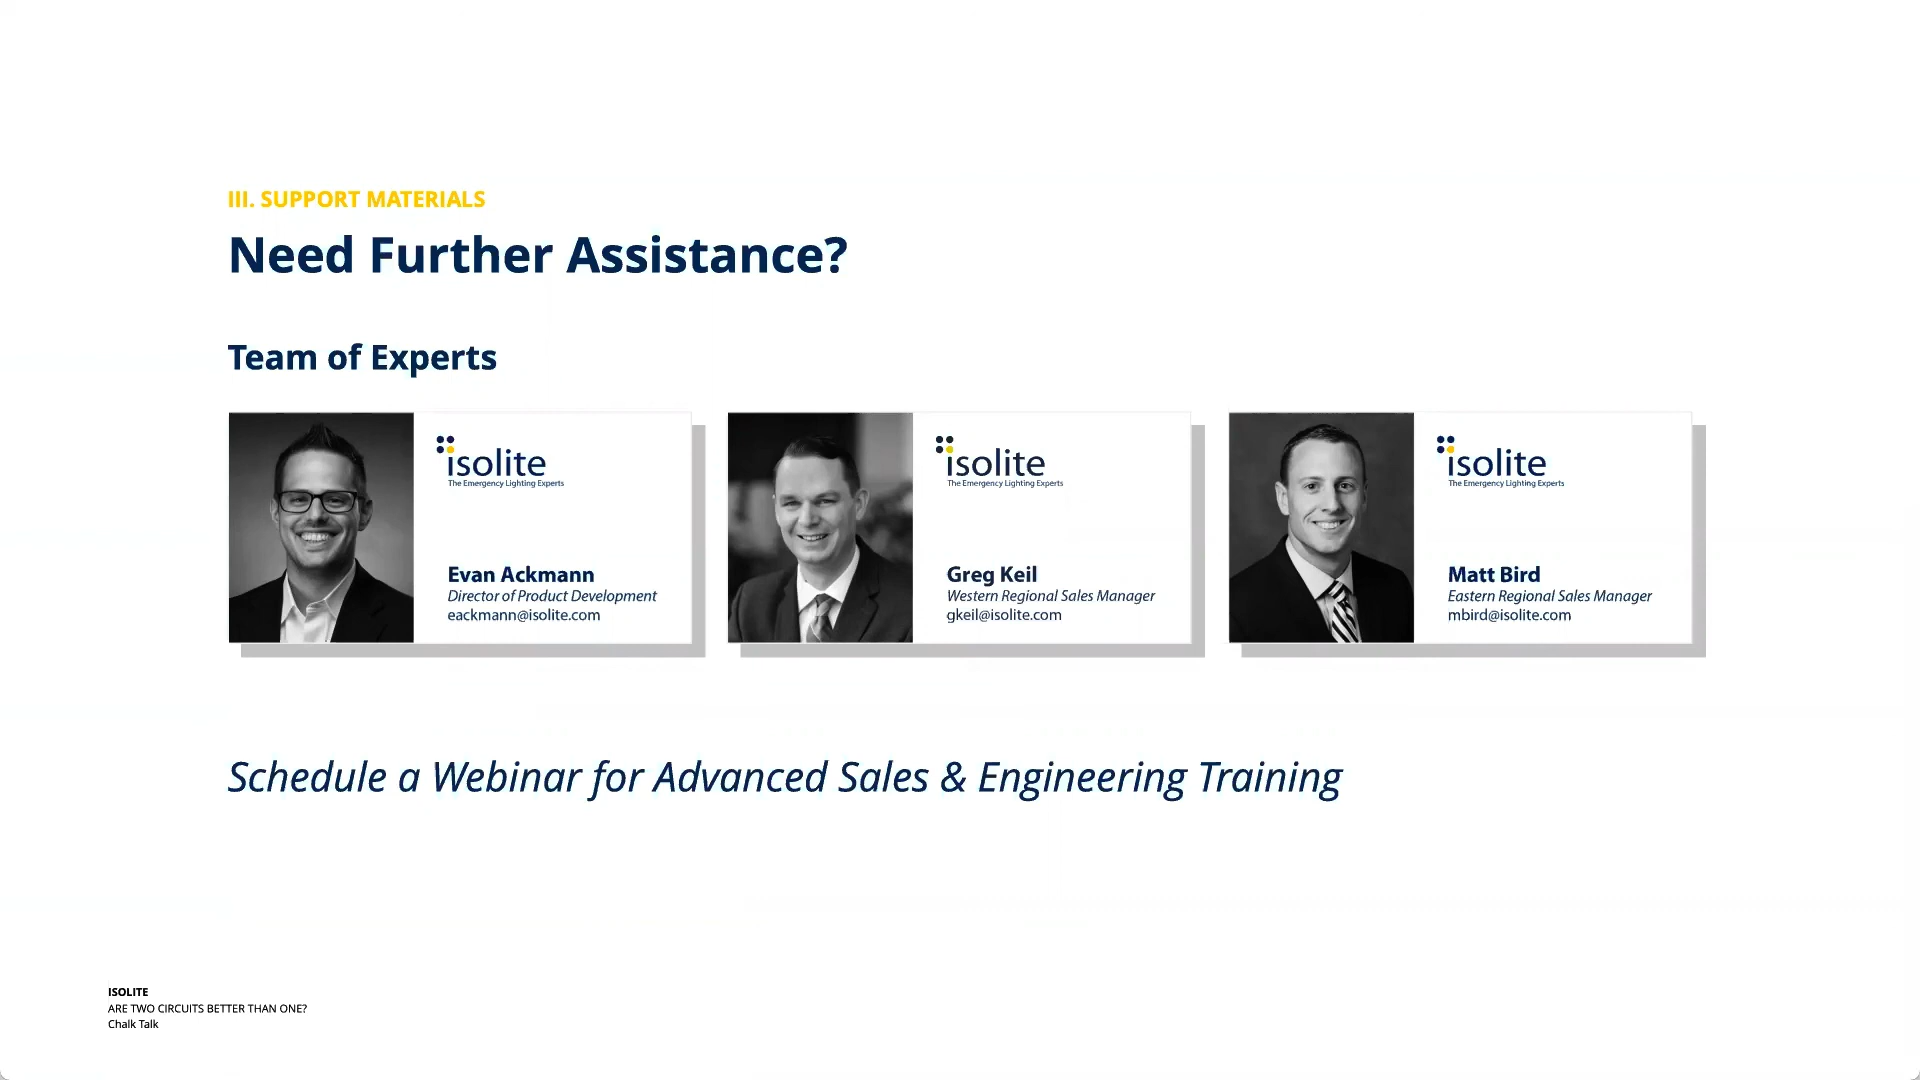 III. SUPPORT MATERIALS
Need Further Assistance?
Team of Experts
isolite
The Emergency Lighting Experts
Evan Ackmann
Director of Product Development
eackmann@isolite.com
isolite
The Emergency Lighting Experts
Greg Keil
Western Regional Sales Manager
gkeil@isolite.com
isolite
The Emergency Lighting Experts
Matt Bird
Eastern Regional Sales Manager
mbird@isolite.com
Schedule a Webinar for Advanced Sales & Engineering Training
ISOLITE
ARE TWO CIRCUITS BETTER THAN ONE?
Chalk Talk